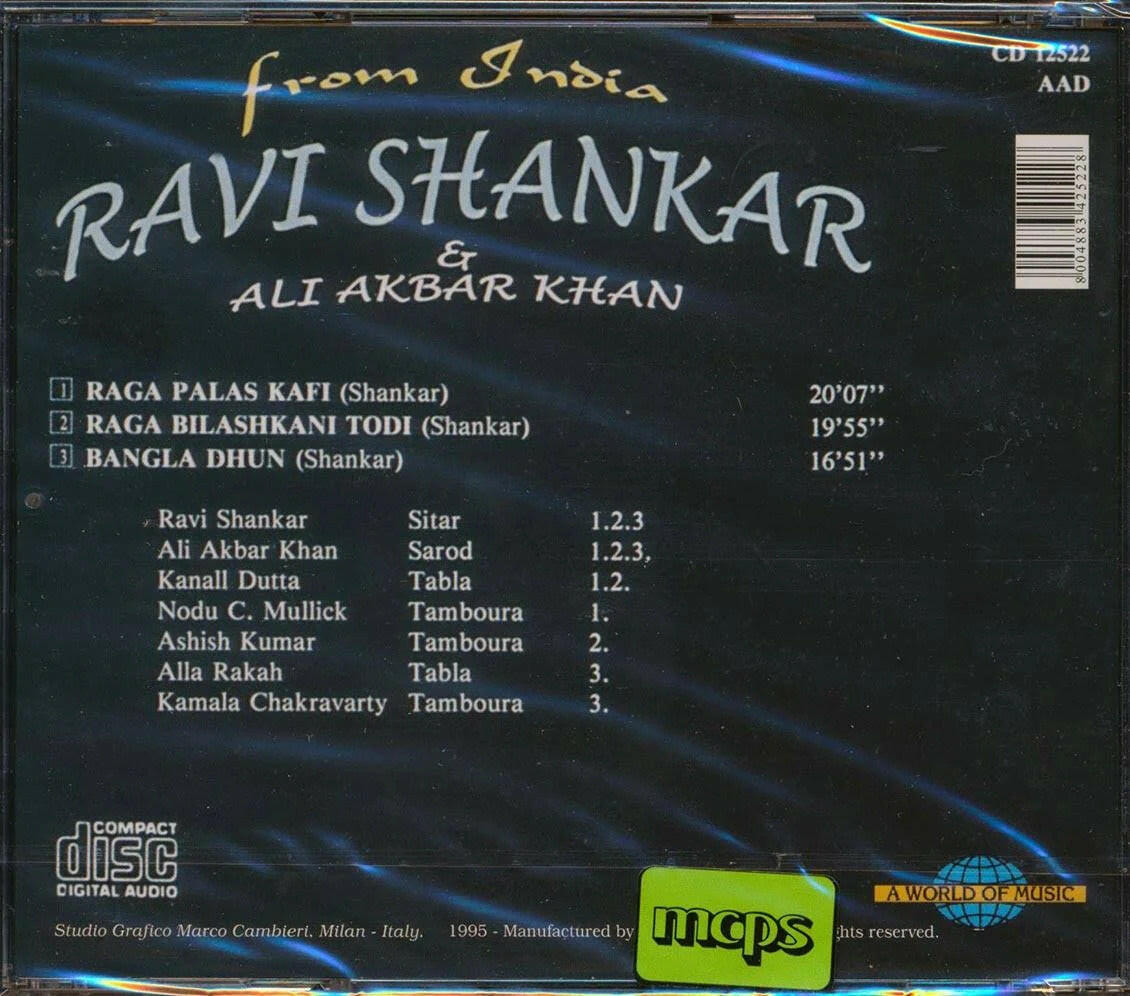 from India
CD 12522
AAD
RAVI SHANKAR
&
ALI AKBAR KHAN
8 004883 425228
1 RAGA PALAS KAFI (Shankar) 20'07''
2 RAGA BILASHKANI TODI (Shankar) 19'55''
3 BANGLA DHUN (Shankar) 16'51''
Ravi Shankar Sitar 1.2.3
Ali Akbar Khan Sarod 1.2.3,
Kanall Dutta Tabla 1.2.
Nodu C. Mullick Tamboura 1.
Ashish Kumar Tamboura 2.
Alla Rakah Tabla 3.
Kamala Chakravarty Tamboura 3.
COMPACT
disc
DIGITAL AUDIO
A WORLD OF MUSIC
mcps
Studio Grafico Marco Cambieri, Milan - Italy. 1995 - Manufactured by reserved.